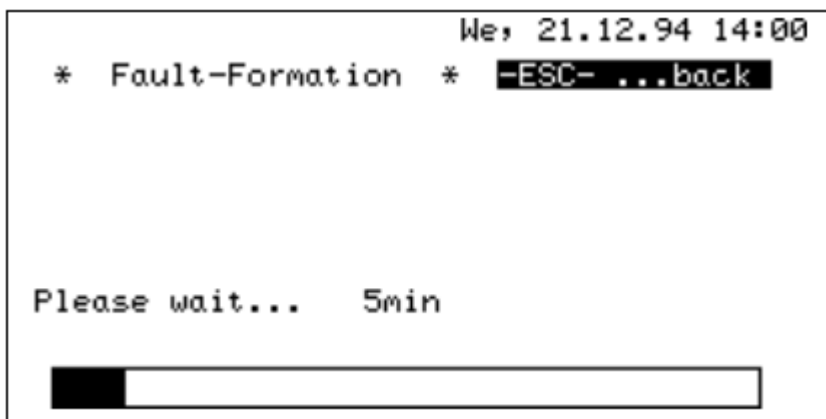 We, 21.12.94 14:00
* Fault-Formation * -ESC- ...back
Please wait... 5min